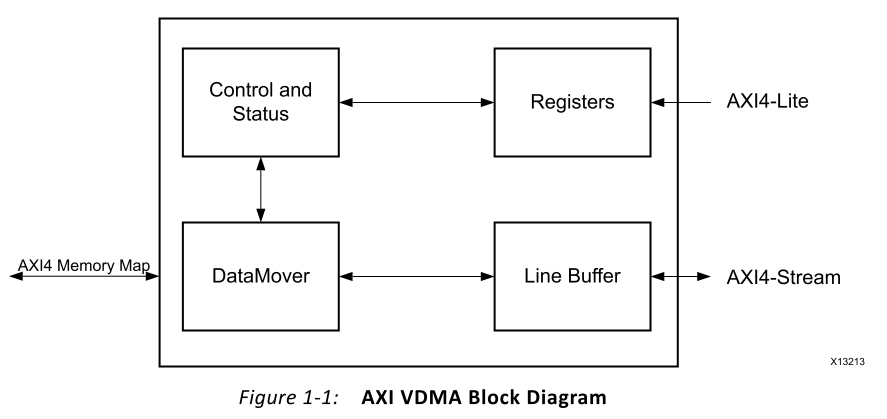 Control and
Status
Registers
AXI4-Lite
AXI4 Memory Map
DataMover
Line Buffer
AXI4-Stream
X13213
Figure 1-1: AXI VDMA Block Diagram